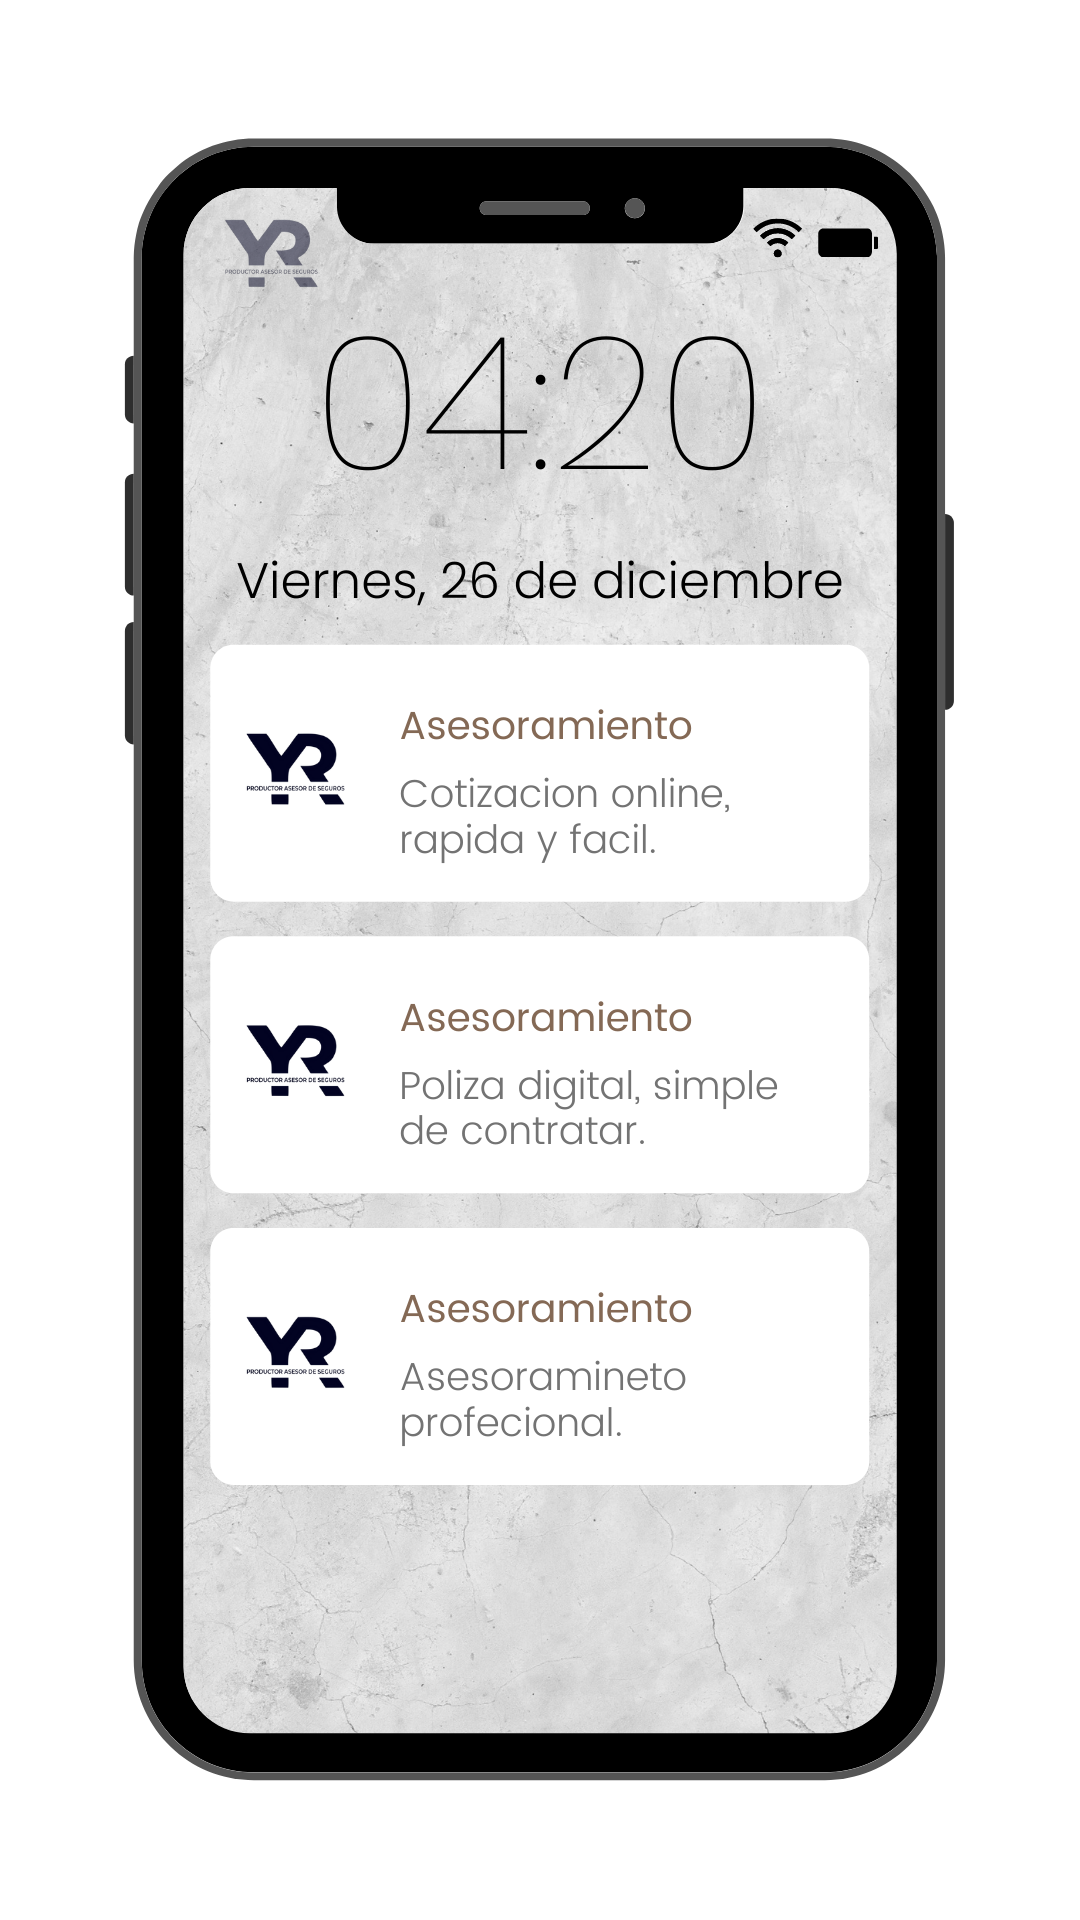 YR
PRODUCTOR ASESOR DE SEGUROS
04:20
Viernes, 26 de diciembre
YR
PRODUCTOR ASESOR DE SEGUROS
Asesoramiento
Cotizacion online,
rapida y facil.
YR
PRODUCTOR ASESOR DE SEGUROS
Asesoramiento
Poliza digital, simple
de contratar.
YR
PRODUCTOR ASESOR DE SEGUROS
Asesoramiento
Asesoramineto
profecional.